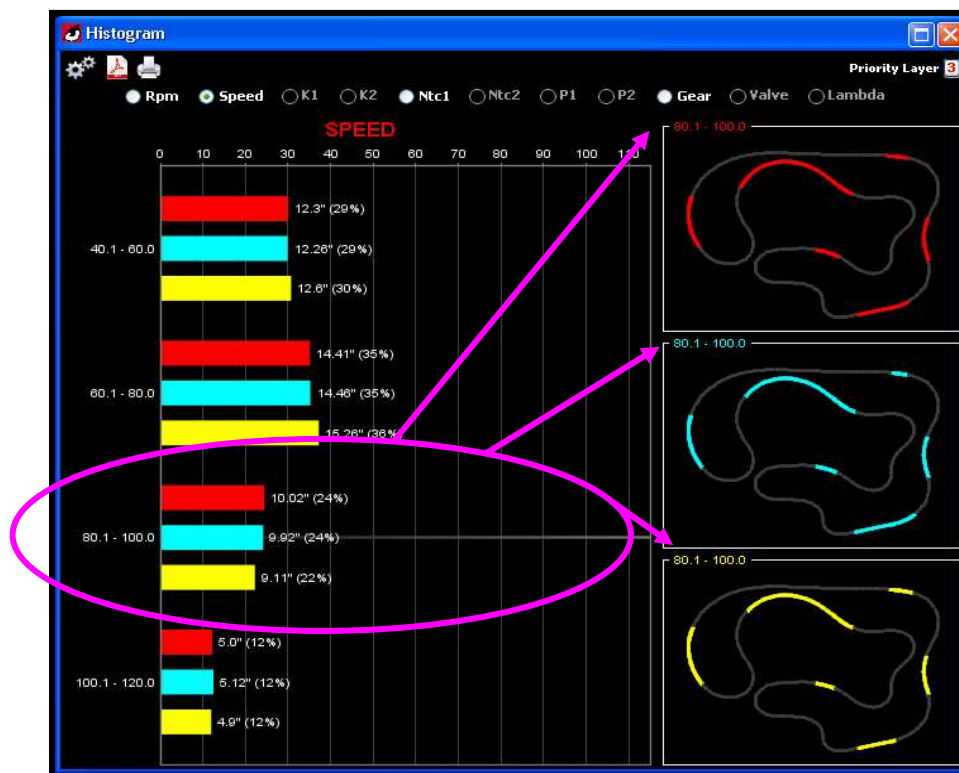 Histogram
Priority Layer 3
Rpm Speed K1 K2 Ntc1 Ntc2 P1 P2 Gear Valve Lambda
SPEED
0 10 20 30 40 50 60 70 80 90 100 110
40.1 - 60.0
12.3" (29%)
12.26" (29%)
12.6" (30%)
60.1 - 80.0
14.41" (35%)
14.46" (35%)
15.26" (36%)
80.1 - 100.0
10.02" (24%)
9.92" (24%)
9.11" (22%)
100.1 - 120.0
5.0" (12%)
5.12" (12%)
4.9" (12%)
80.1 - 100.0
80.1 - 100.0
80.1 - 100.0